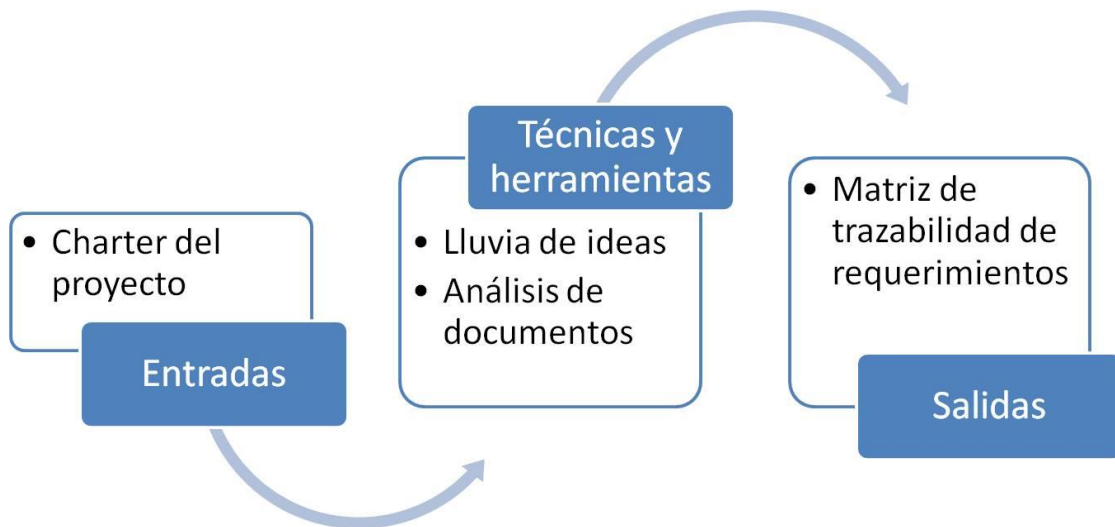 • Charter del
proyecto
Entradas
Técnicas y
herramientas
• Lluvia de ideas
• Análisis de
documentos
• Matriz de
trazabilidad de
requerimientos
Salidas